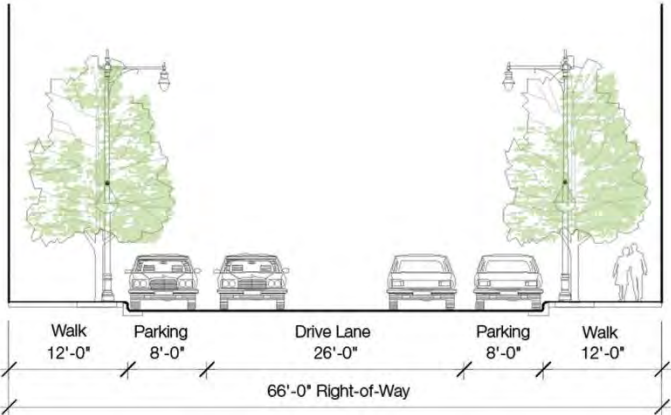 Walk Parking Drive Lane Parking Walk
12'-0" 8'-0" 26'-0" 8'-0" 12'-0"
66'-0" Right-of-Way